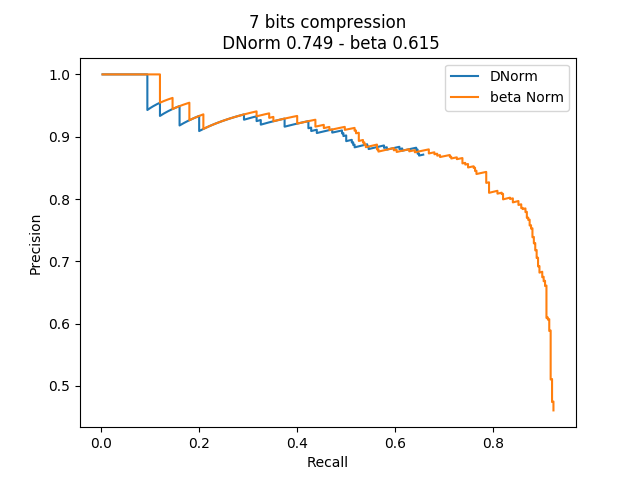 7 bits compression
DNorm 0.749 - beta 0.615
DNorm
beta Norm
1.0
0.9
0.8
0.7
0.6
0.5
Precision
0.0
0.2
0.4
0.6
0.8
Recall